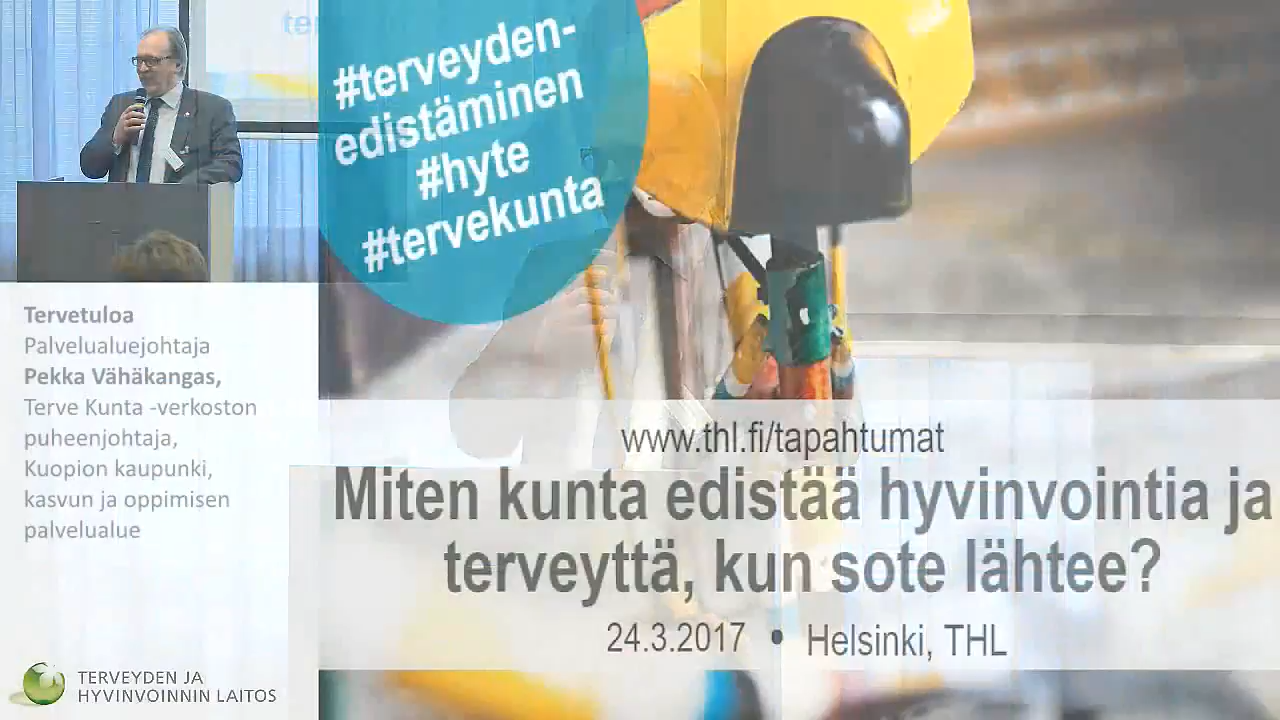 #terveyden-
edistäminen
#hyte
#tervekunta
Tervetuloa
Palvelualuejohtaja
Pekka Vähäkangas,
Terve Kunta -verkoston
puheenjohtaja,
Kuopion kaupunki,
kasvun ja oppimisen
palvelualue
TERVEYDEN JA
HYVINVOINNIN LAITOS
www.thl.fi/tapahtumat
Miten kunta edistää hyvinvointia ja
terveyttä, kun sote lähtee?
24.3.2017 • Helsinki, THL